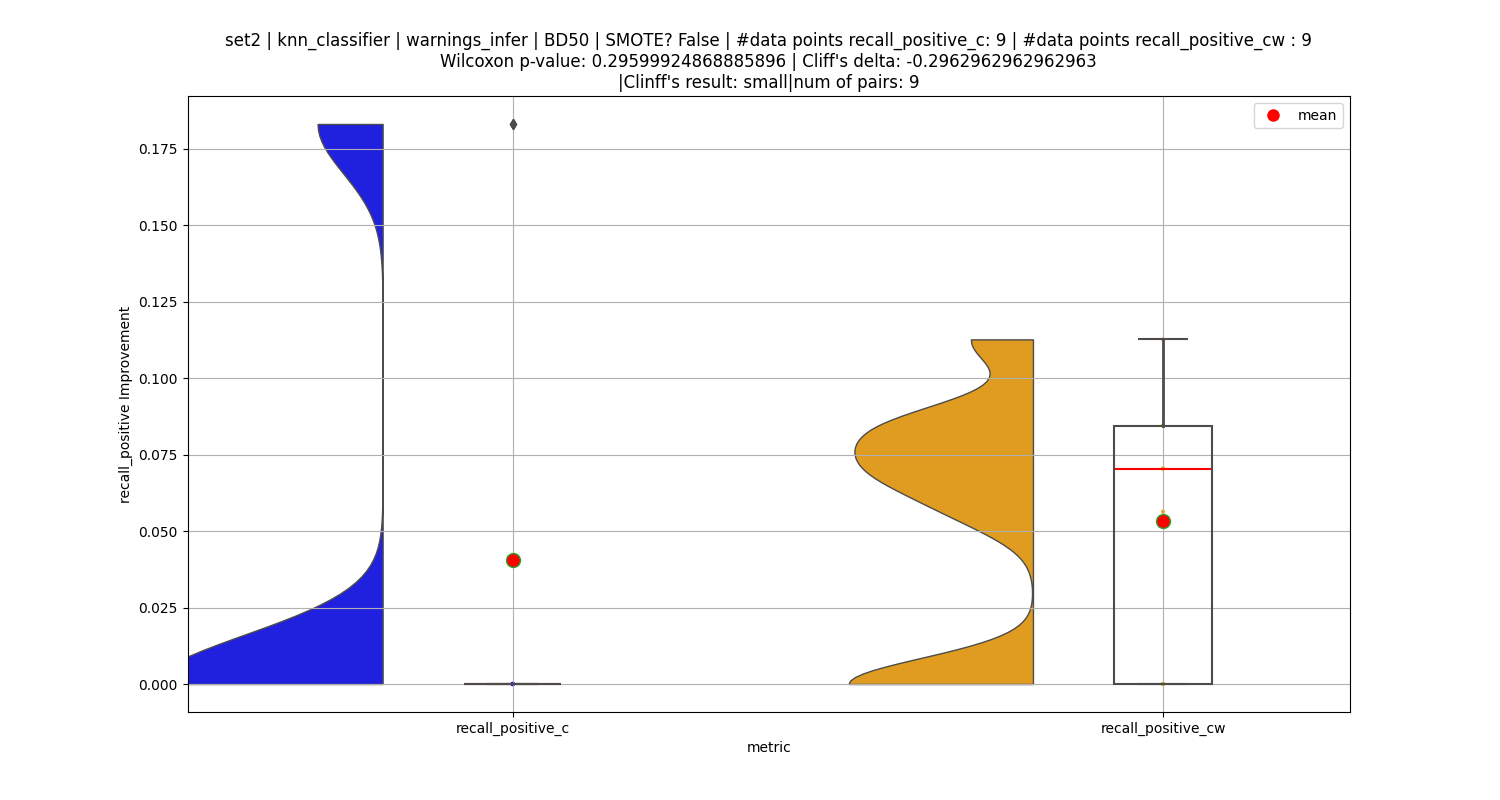 set2 | knn_classifier | warnings_infer | BD50 | SMOTE? False | #data points recall_positive_c: 9 | #data points recall_positive_cw : 9
Wilcoxon p-value: 0.29599924868885896 | Cliff's delta: -0.2962962962962963
|Clinff's result: small|num of pairs: 9
mean
0.175
0.150
0.125
0.100
0.075
0.050
0.025
0.000
recall_positive Improvement
recall_positive_c
recall_positive_cw
metric